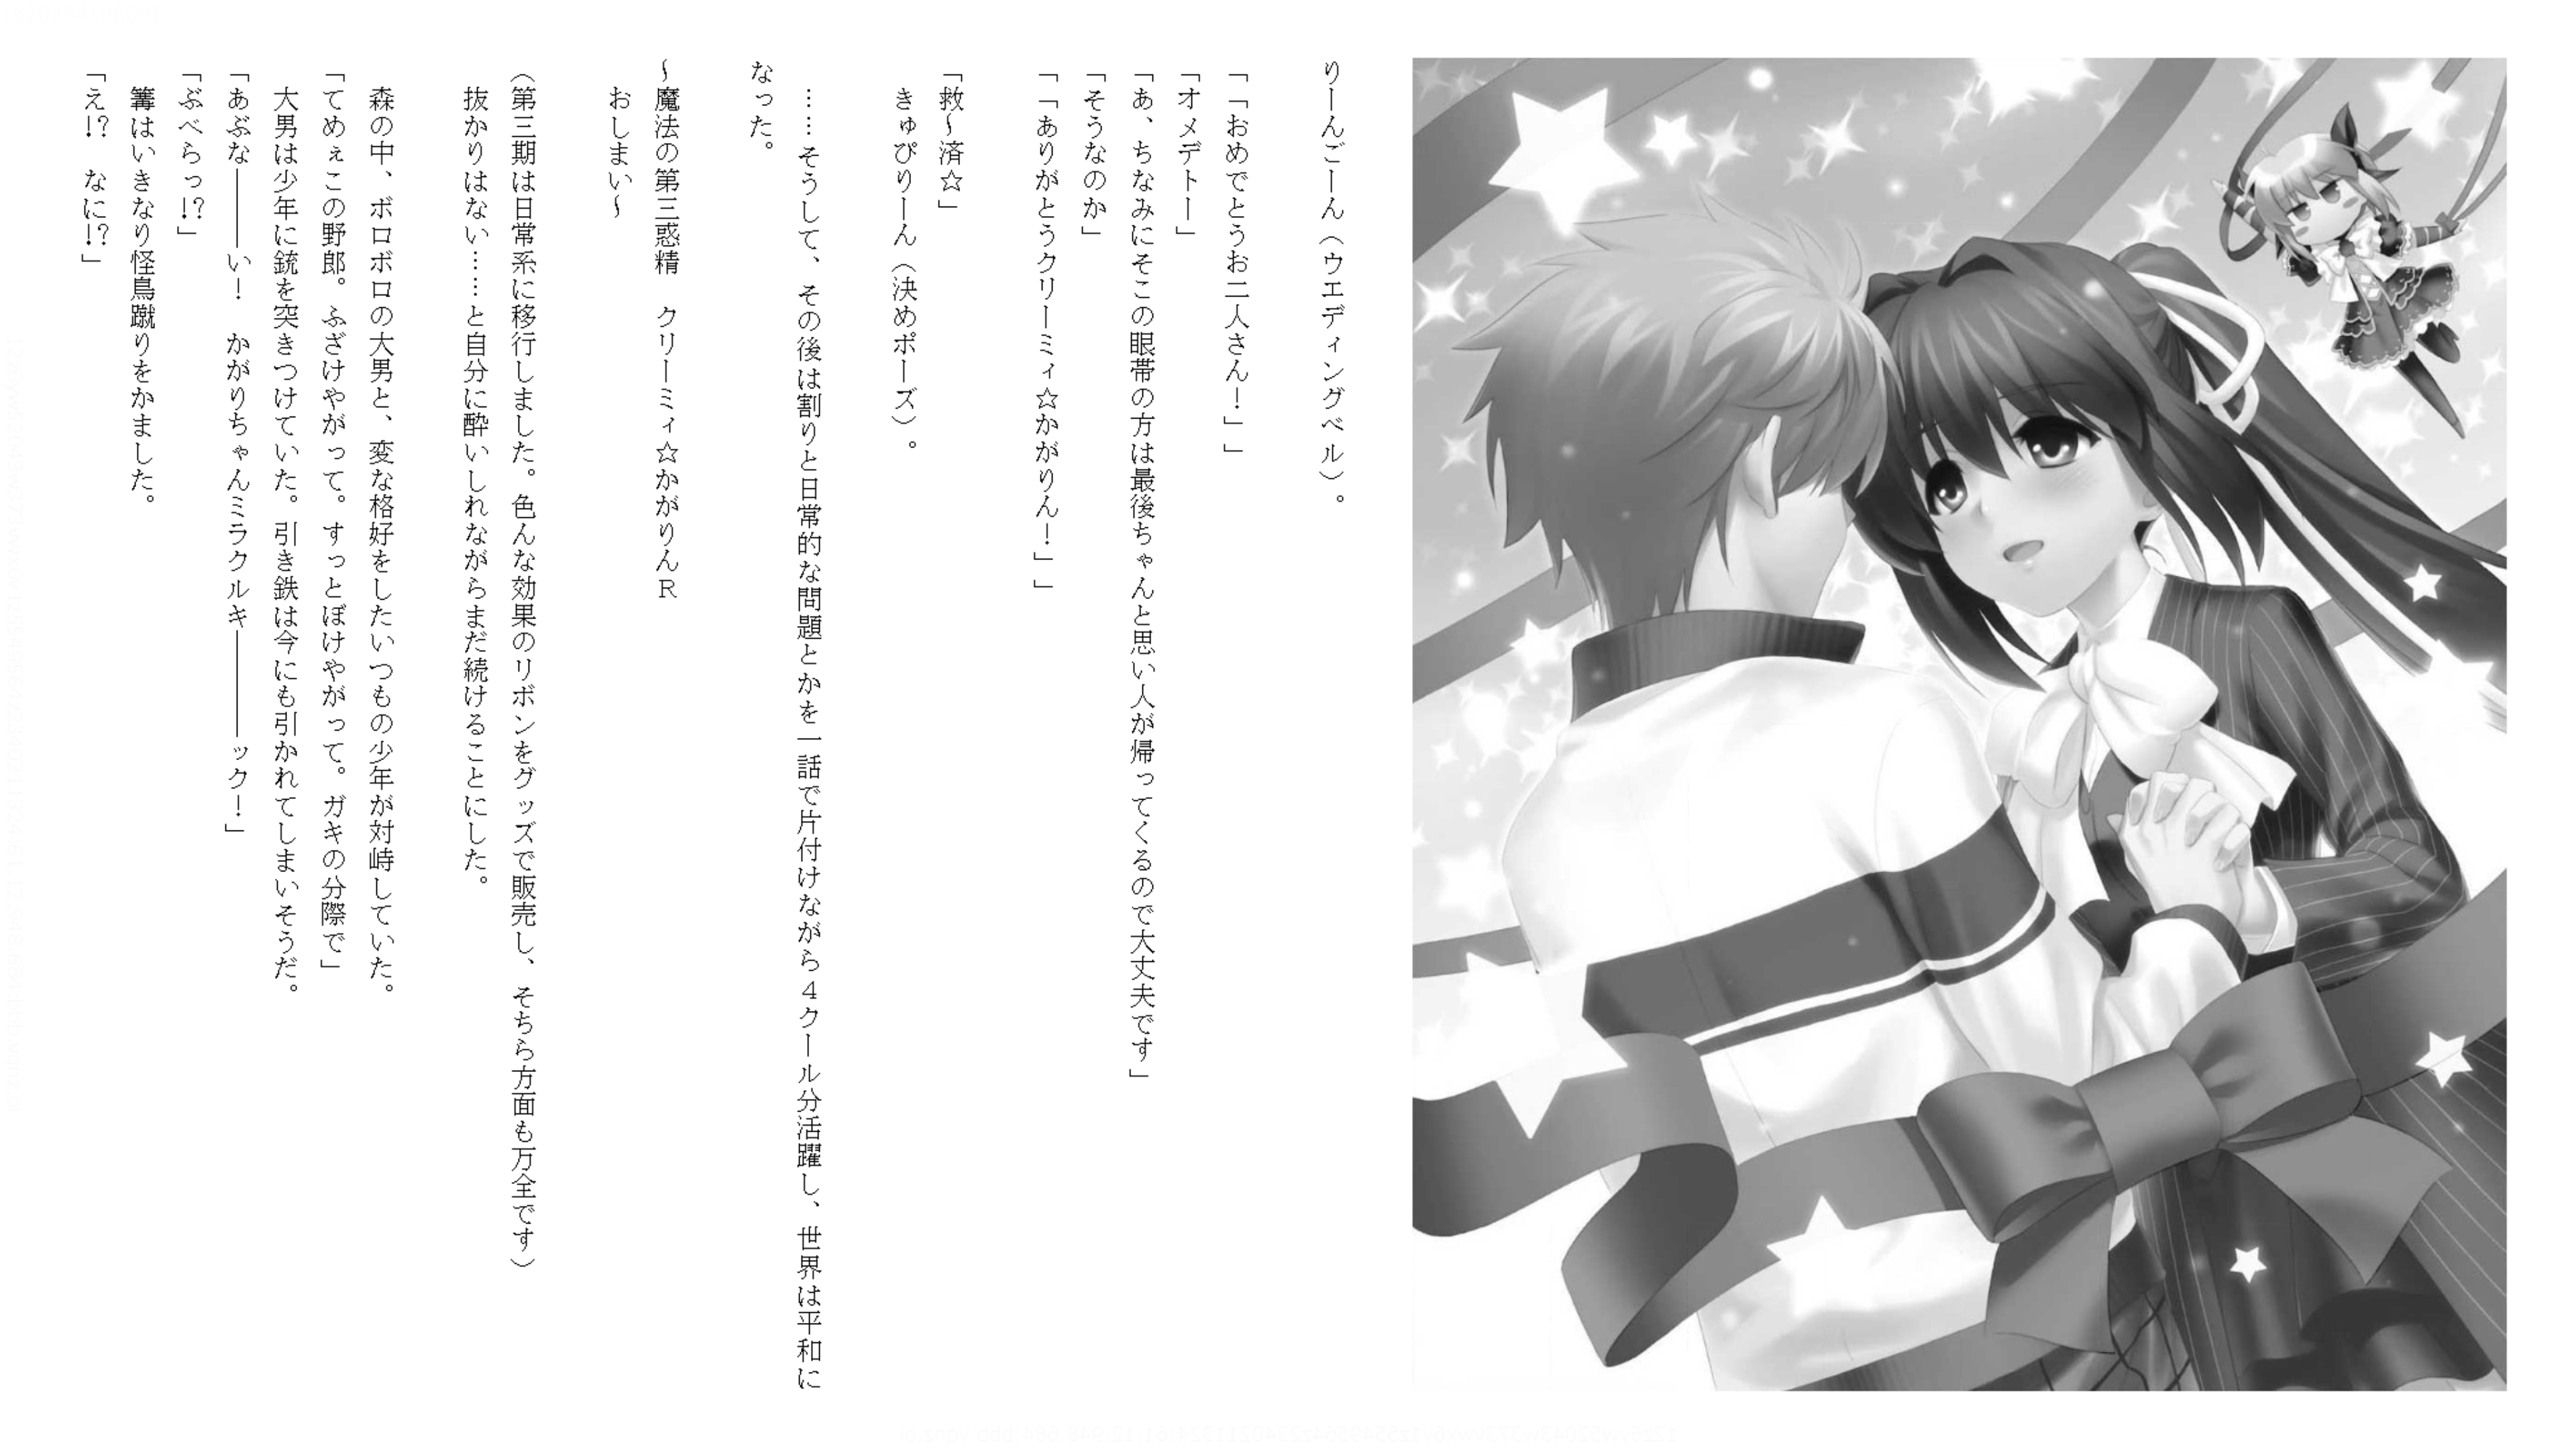 りーんごーん（ウエディングベル）。
「「おめでとうお二人さん！」」
「オメデトー」
「あ、ちなみにそこの眼帯の方は最後ちゃんと思い人が帰ってくるので大丈夫です」
「そうなのか」
「「ありがとうクリーミィ☆かがりん！」」
「救～済☆」
きゅぴりーん（決めポーズ）。
……そうして、その後は割りと日常的な問題とかを一話で片付けながら４クール分活躍し、世界は平和に
なった。
～魔法の第三惑精　クリーミィ☆かがりんＲ
おしまい～
（第三期は日常系に移行しました。色んな効果のリボンをグッズで販売し、そちら方面も万全です）
抜かりはない……と自分に酔いしれながらまだ続けることにした。
森の中、ボロボロの大男と、変な格好をしたいつもの少年が対峙していた。
「てめぇこの野郎。ふざけやがって。すっとぼけやがって。ガキの分際で」
大男は少年に銃を突きつけていた。引き鉄は今にも引かれてしまいそうだ。
「あぶな――――い！　かがりちゃんミラクルキ――――――ック！」
「ぶべらっ!?」
篝はいきなり怪鳥蹴りをかました。
「え!?　なに!?」